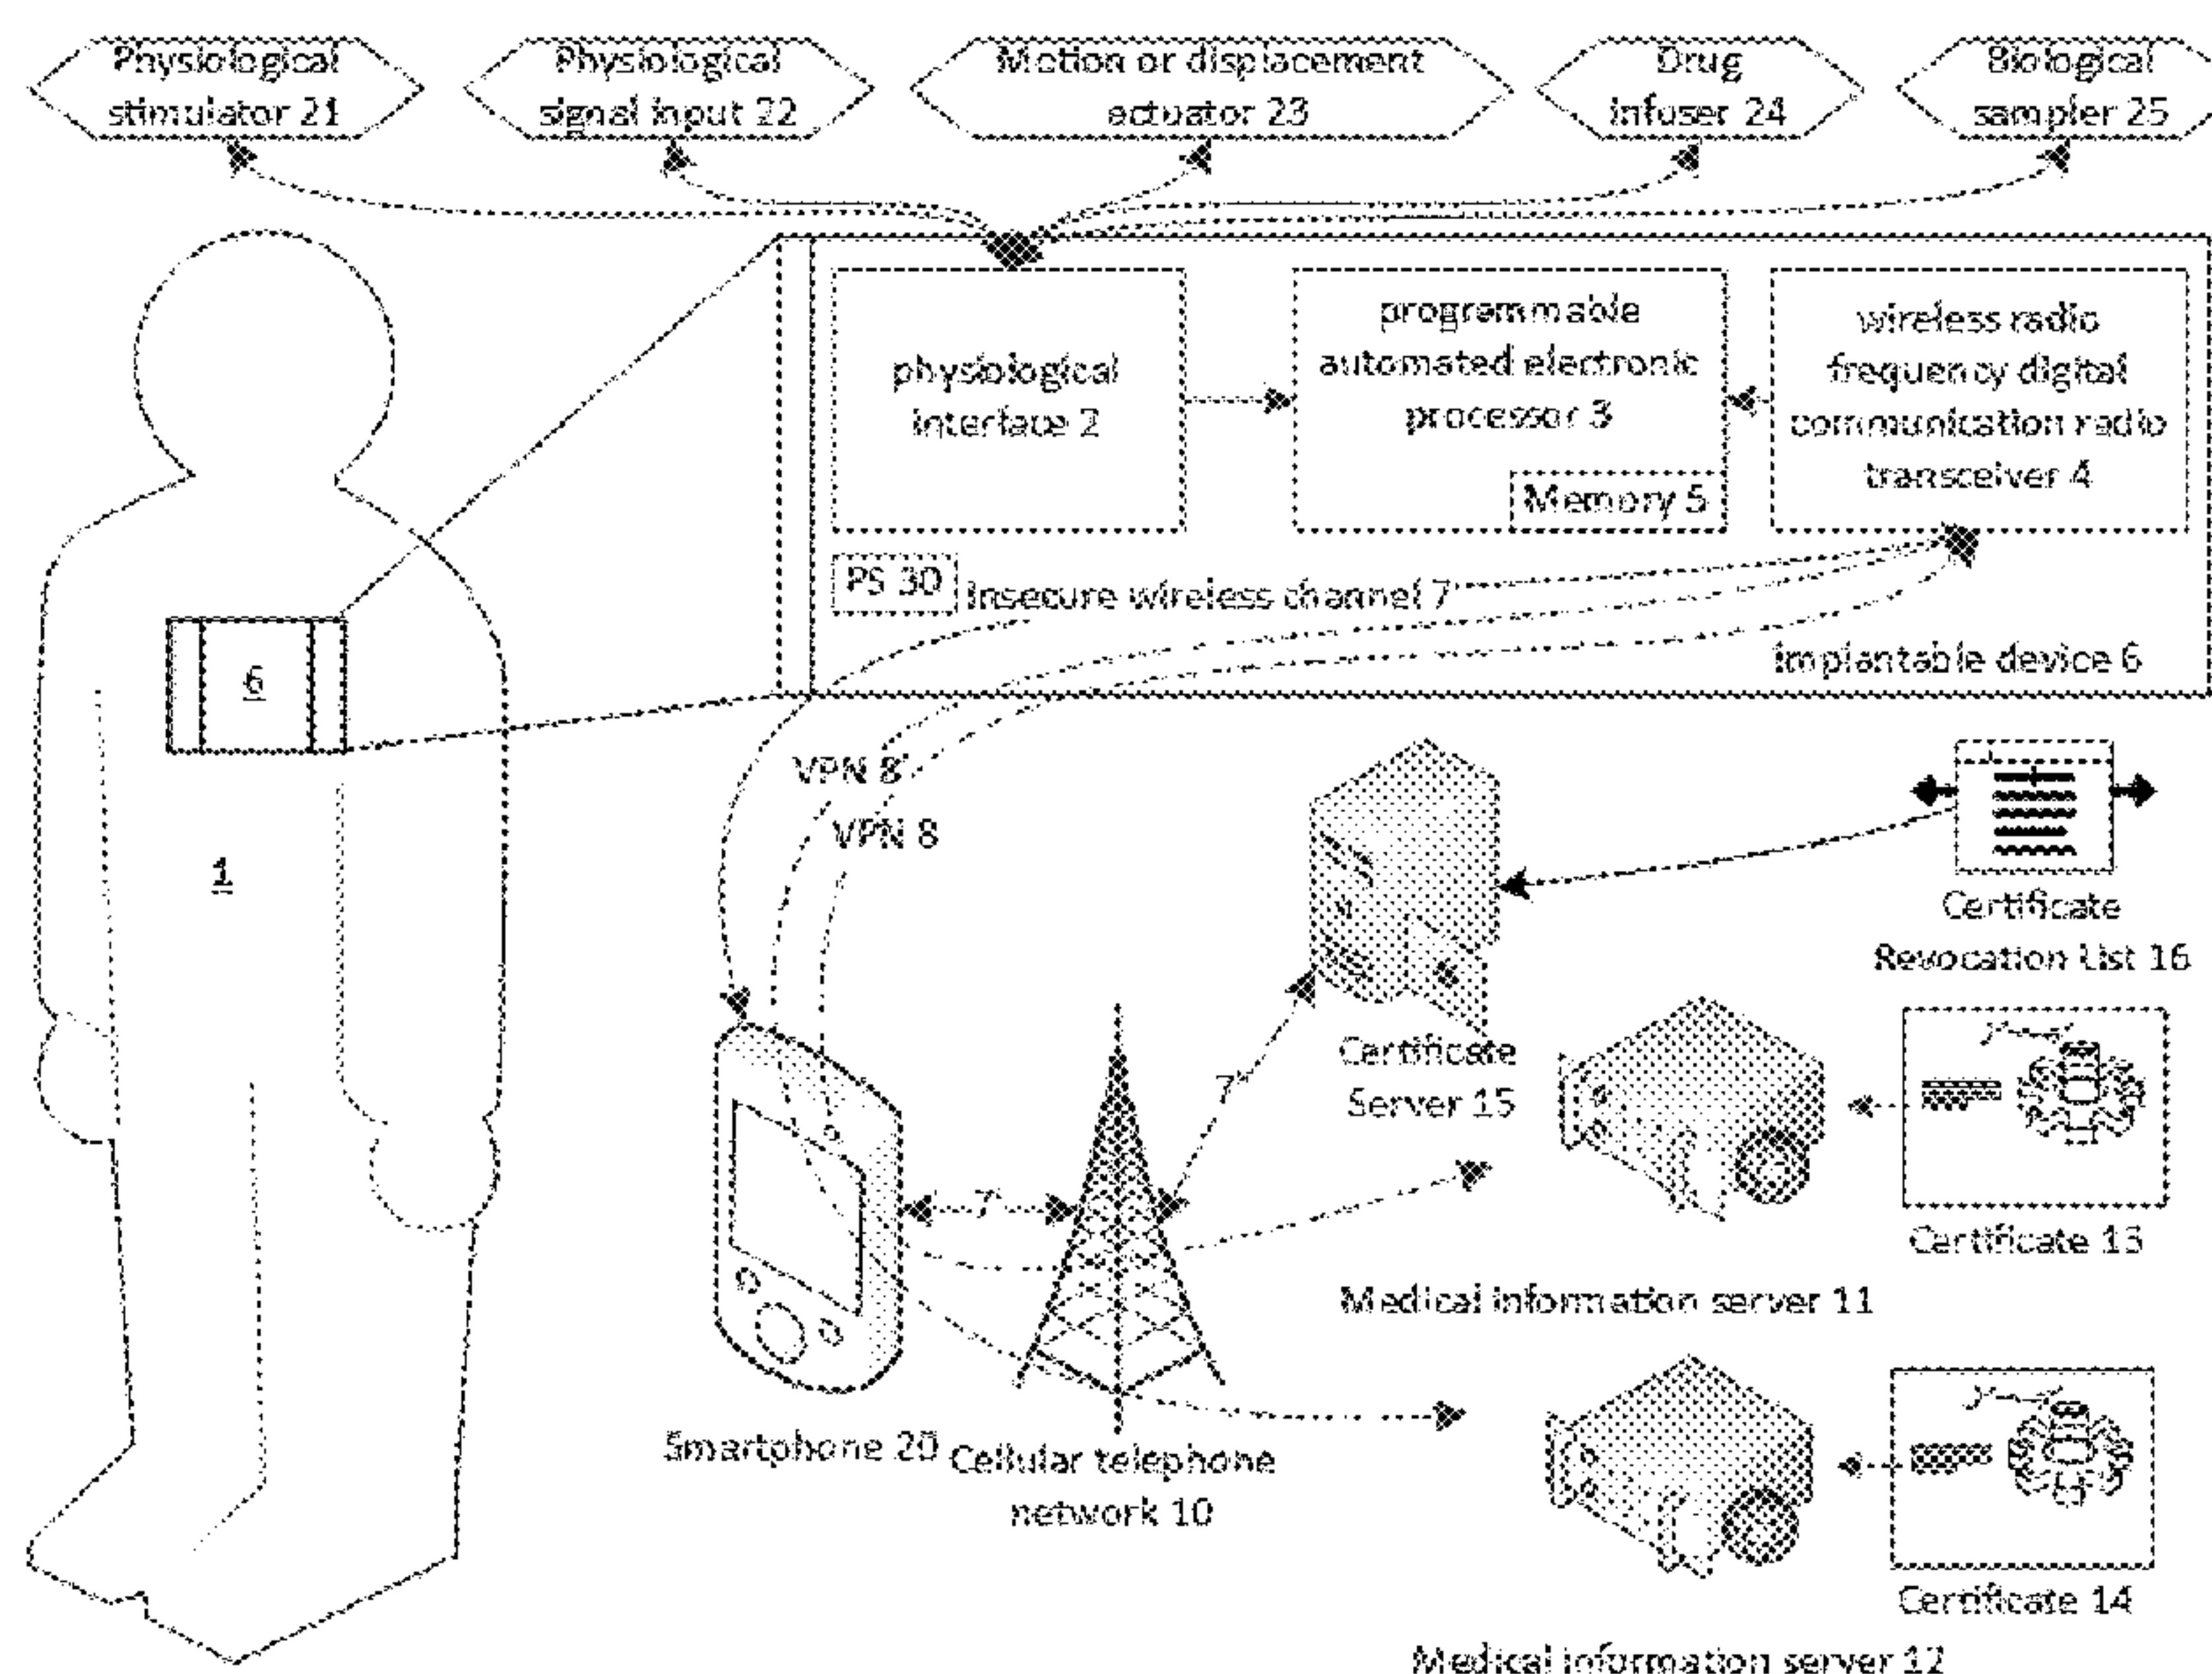 Physiological
stimulator 21
Physiological
signal input 22
Motion or displacement
actuator 23
Drug
infuser 24
Biological
sampler 25
physiological
interface 2
programmable
automated electronic
processor 3
Memory 5
wireless radio
frequency digital
communication radio
transceiver 4
PS 30
Insecure wireless channel 7
Implantable device 6
6
1
VPN 8'
VPN 8
Certificate
Revocation List 16
Certificate
Server 15
7"
7'
Certificate 13
Medical information server 11
Smartphone 20
Cellular telephone
network 10
Certificate 14
Medical information server 12